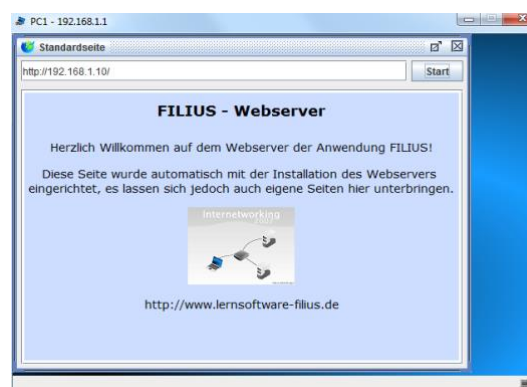 PC1 - 192.168.1.1
Standardseite
http://192.168.1.10/
Start
FILIUS - Webserver
Herzlich Willkommen auf dem Webserver der Anwendung FILIUS!
Diese Seite wurde automatisch mit der Installation des Webservers
eingerichtet, es lassen sich jedoch auch eigene Seiten hier unterbringen.
Internetworking
http://www.lernsoftware-filius.de